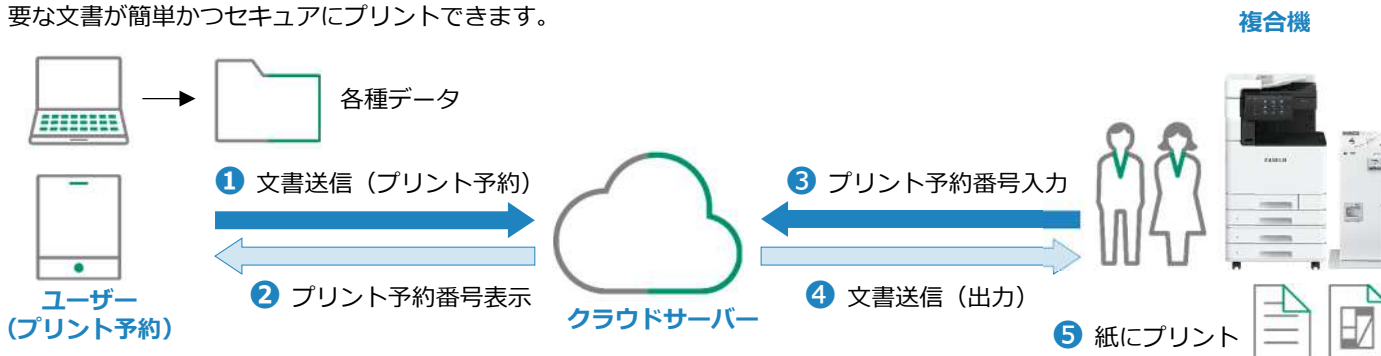 要な文書が簡単かつセキュアにプリントできます。
複合機
各種データ
❶ 文書送信（プリント予約）
❸ プリント予約番号入力
❷ プリント予約番号表示
❹ 文書送信（出力）
ユーザー
（プリント予約）
クラウドサーバー
❺ 紙にプリント